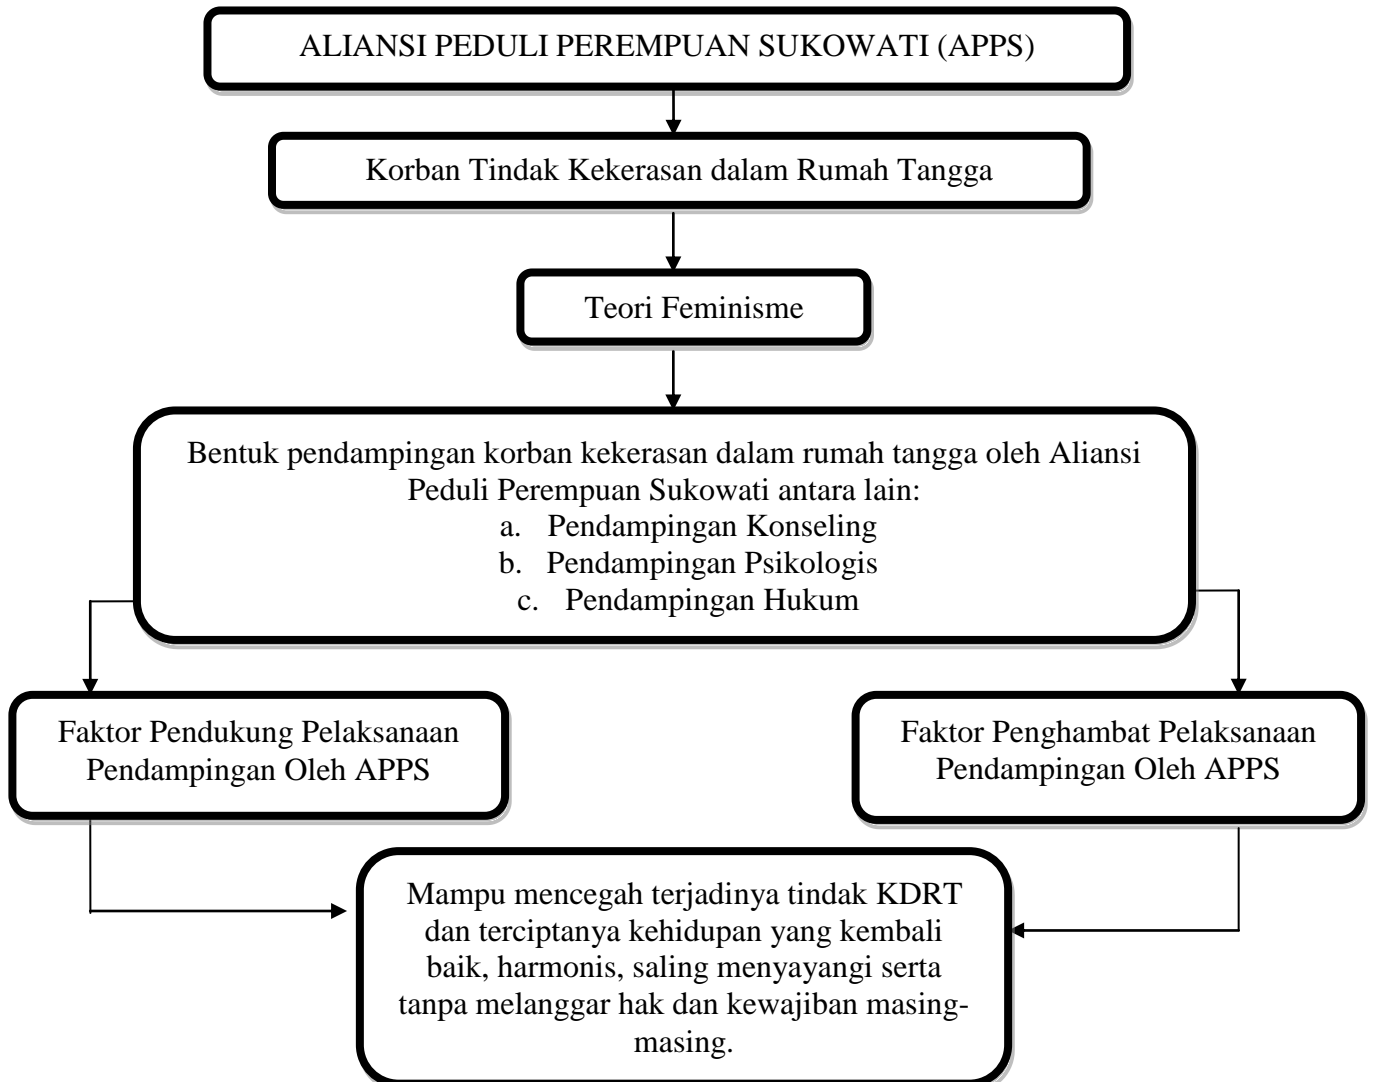 ALIANSI PEDULI PEREMPUAN SUKOWATI (APPS)
Korban Tindak Kekerasan dalam Rumah Tangga
Teori Feminisme
Bentuk pendampingan korban kekerasan dalam rumah tangga oleh Aliansi
Peduli Perempuan Sukowati antara lain:
a. Pendampingan Konseling
b. Pendampingan Psikologis
c. Pendampingan Hukum
Faktor Pendukung Pelaksanaan
Pendampingan Oleh APPS
Faktor Penghambat Pelaksanaan
Pendampingan Oleh APPS
Mampu mencegah terjadinya tindak KDRT
dan terciptanya kehidupan yang kembali
baik, harmonis, saling menyayangi serta
tanpa melanggar hak dan kewajiban masing-
masing.